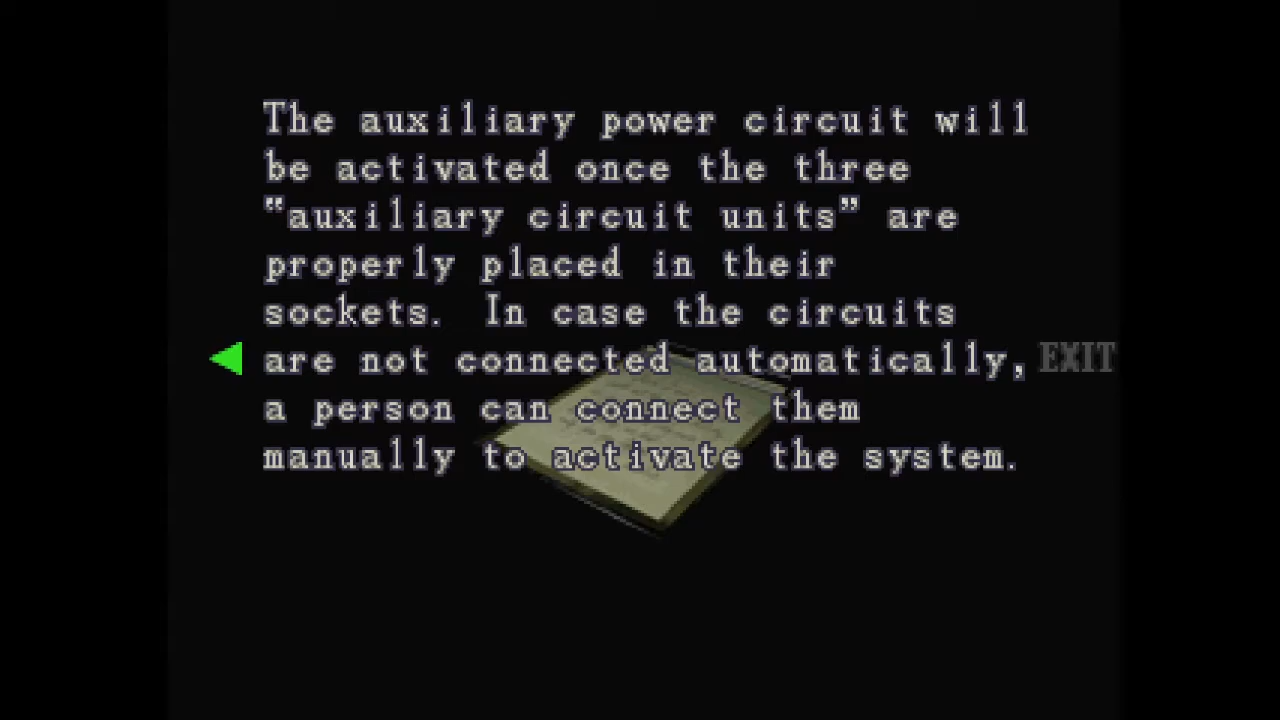 The auxiliary power circuit will
be activated once the three
“auxiliary circuit units” are
properly placed in their
sockets. In case the circuits
are not connected automatically, EXIT
a person can connect them
manually to activate the system.